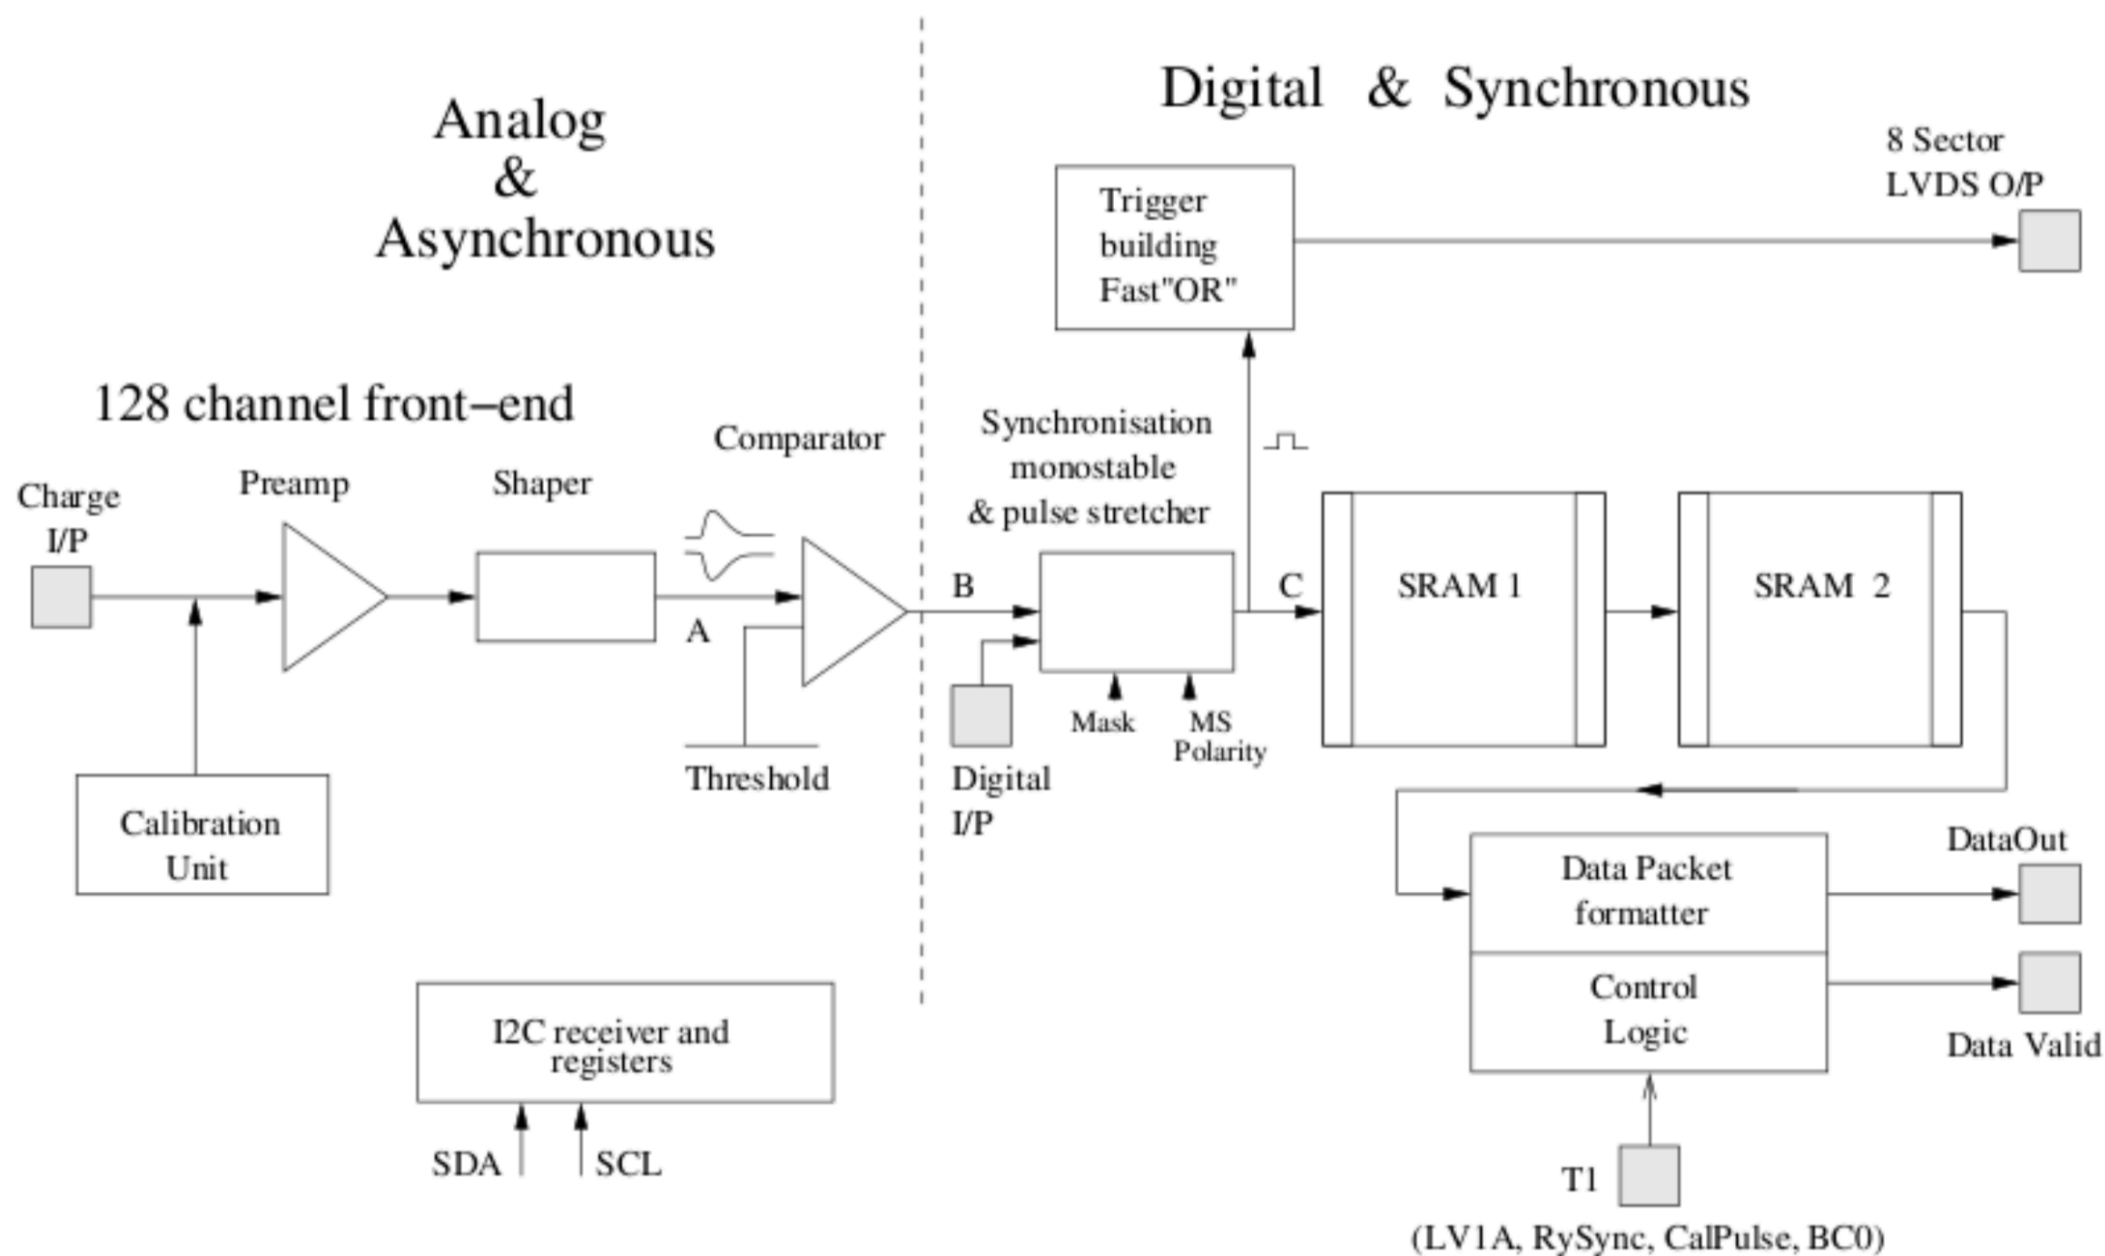 Analog
&
Asynchronous
Digital & Synchronous
8 Sector
LVDS O/P
Trigger
building
Fast"OR"
128 channel front–end
Comparator
Synchronisation
monostable
& pulse stretcher
Charge
I/P
Preamp
Shaper
A
B
C
SRAM 1
SRAM 2
Threshold
Digital
I/P
Mask
MS
Polarity
Calibration
Unit
Data Packet
formatter
Control
Logic
DataOut
Data Valid
I2C receiver and
registers
SDA
SCL
T1
(LV1A, RySync, CalPulse, BC0)